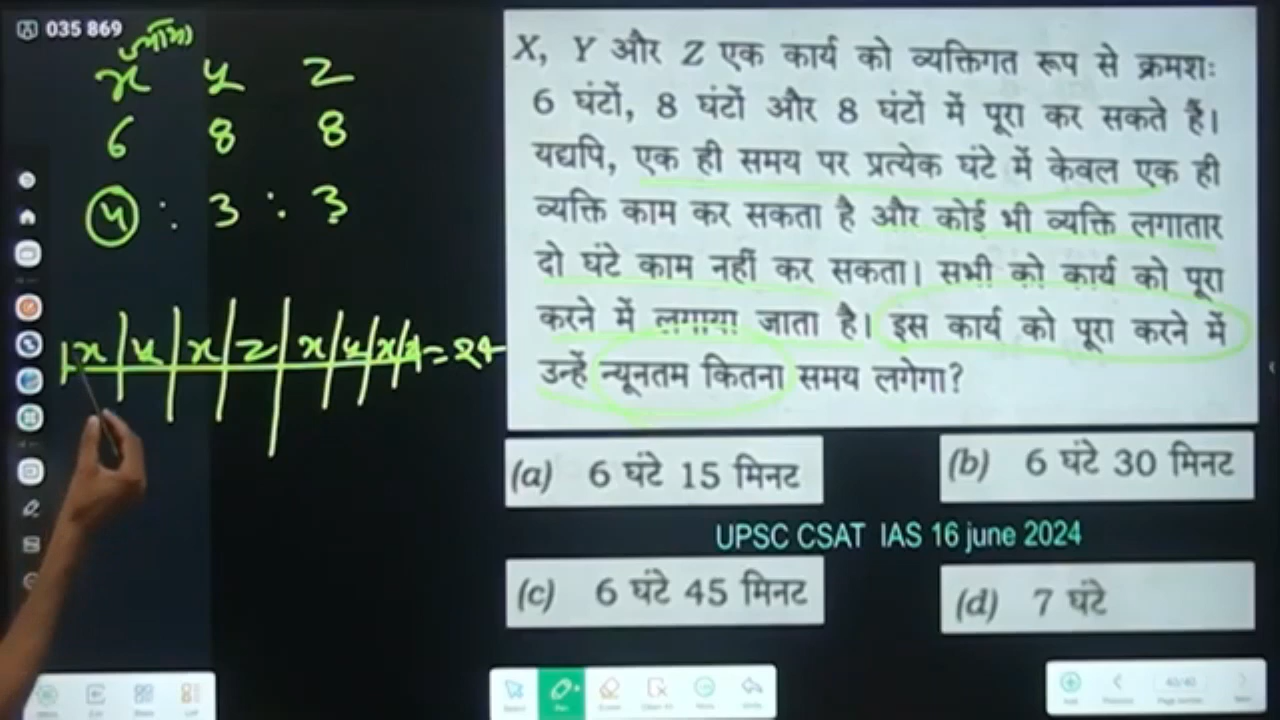 035 869
x y z
6 8 8
4 : 3 : 3
x y x z x y x = 24
X, Y और Z एक कार्य को व्यक्तिगत रूप से क्रमशः
6 घंटों, 8 घंटों और 8 घंटों में पूरा कर सकते हैं।
यद्यपि, एक ही समय पर प्रत्येक घंटे में केवल एक ही
व्यक्ति काम कर सकता है और कोई भी व्यक्ति लगातार
दो घंटे काम नहीं कर सकता। सभी को कार्य को पूरा
करने में लगाया जाता है। इस कार्य को पूरा करने में
उन्हें न्यूनतम कितना समय लगेगा?
(a) 6 घंटे 15 मिनट
(b) 6 घंटे 30 मिनट
UPSC CSAT IAS 16 june 2024
(c) 6 घंटे 45 मिनट
(d) 7 घंटे
40/40